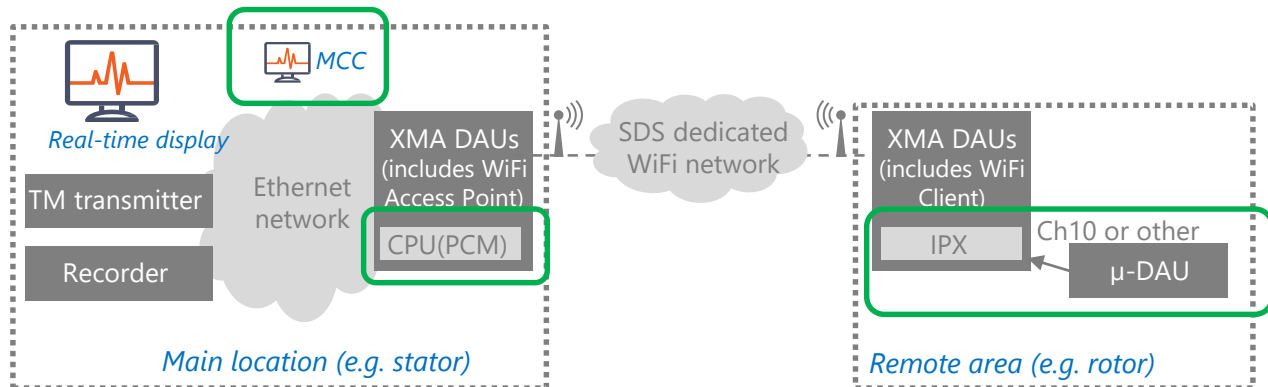 MCC
Real-time display
TM transmitter
Recorder
Ethernet
network
XMA DAUs
(includes WiFi
Access Point)
CPU(PCM)
Main location (e.g. stator)
SDS dedicated
WiFi network
XMA DAUs
(includes WiFi
Client)
IPX
Ch10 or other
μ-DAU
Remote area (e.g. rotor)